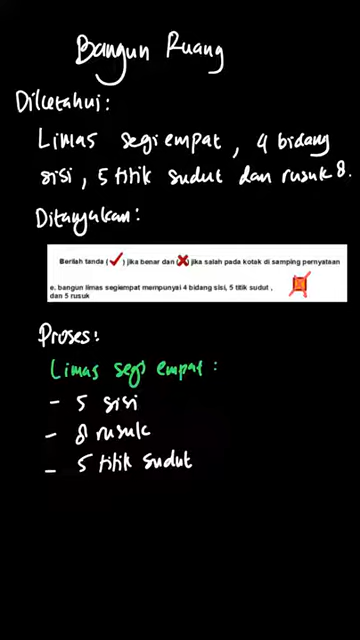 Bangun Ruang
Diketahui:
Limas segi empat, 4 bidang
sisi, 5 titik sudut dan rusuk 8.
Ditanyakan:
Berilah tanda (✓) jika benar dan (✗) jika salah pada kotak di samping pernyataan
e. bangun limas segiempat mempunyai 4 bidang sisi, 5 titik sudut ,
dan 5 rusuk
Proses:
Limas segi empat :
- 5 sisi
- 8 rusuk
- 5 titik sudut